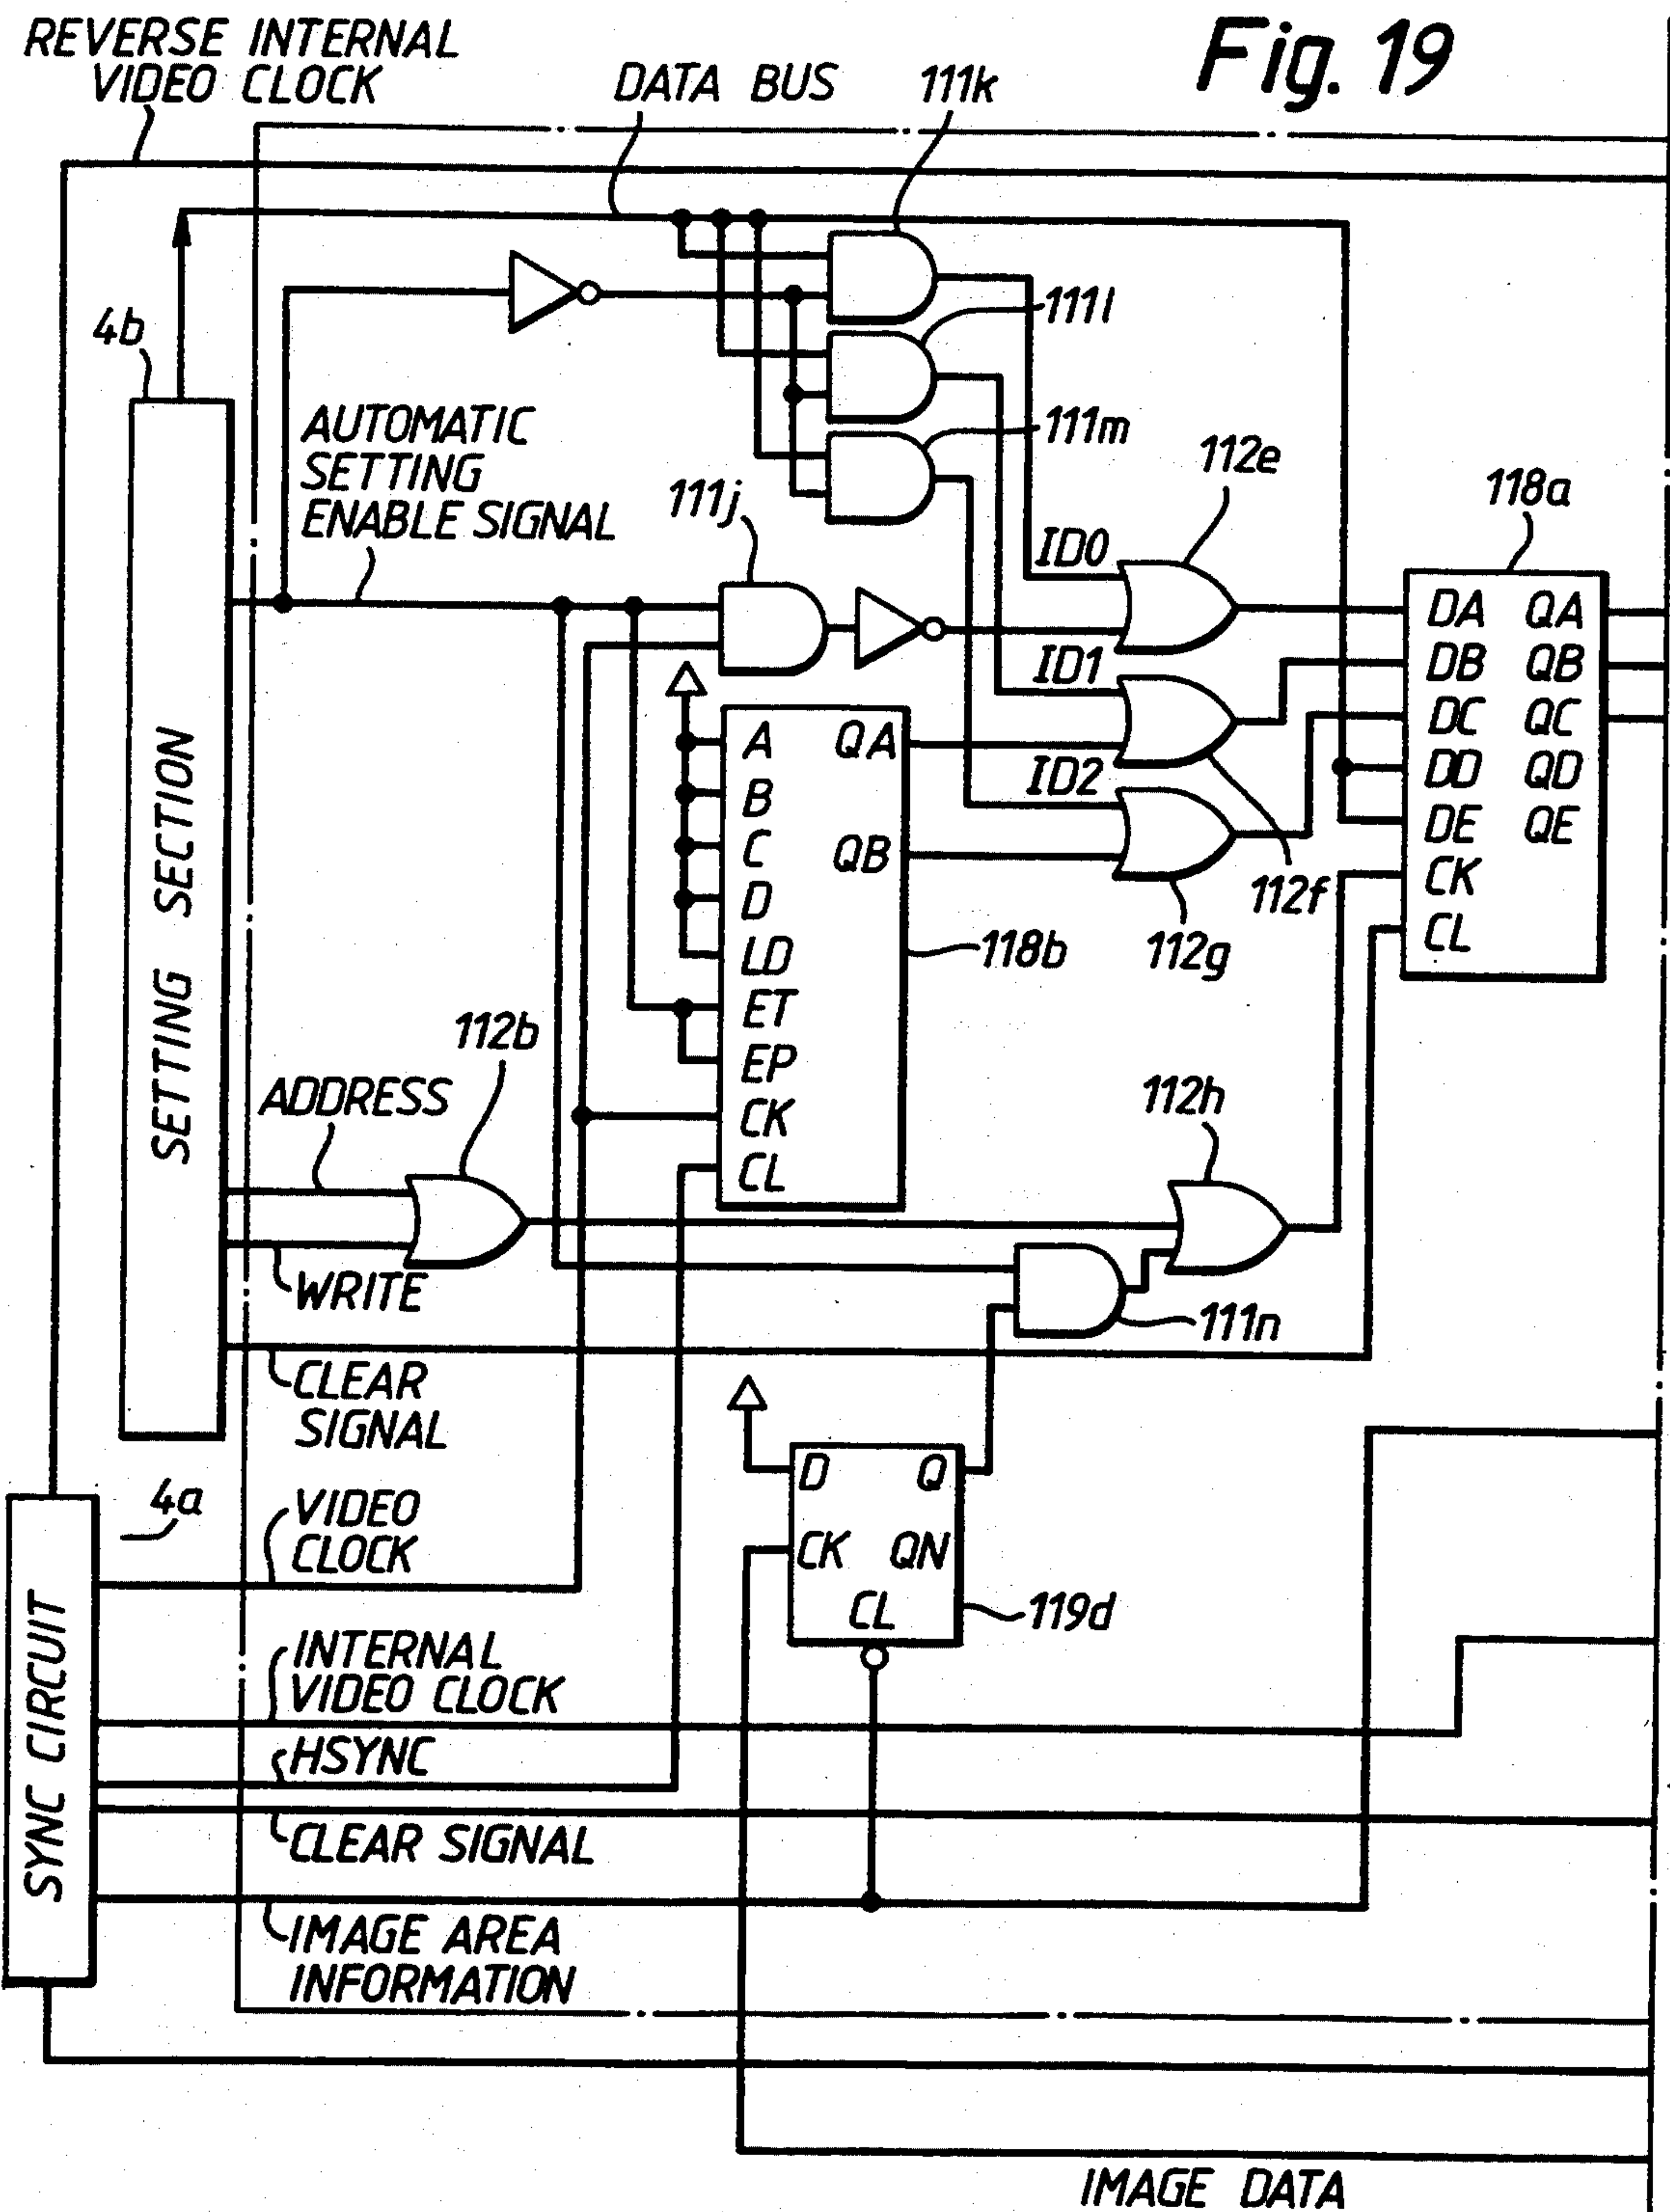 Fig. 19
REVERSE INTERNAL
VIDEO CLOCK
DATA BUS
111k
4b
111l
AUTOMATIC
SETTING
ENABLE SIGNAL
111m
111j
112e
118a
ID0
ID1
ID2
DA QA
DB QB
DC QC
DD QD
DE QE
CK
CL
A QA
B
C QB
D
LD
ET
EP
CK
CL
118b
112f
112g
SETTING SECTION
112b
ADDRESS
112h
WRITE
111n
CLEAR
SIGNAL
4a
VIDEO
CLOCK
D Q
CK QN
CL
119d
SYNC CIRCUIT
INTERNAL
VIDEO CLOCK
HSYNC
CLEAR SIGNAL
IMAGE AREA
INFORMATION
IMAGE DATA